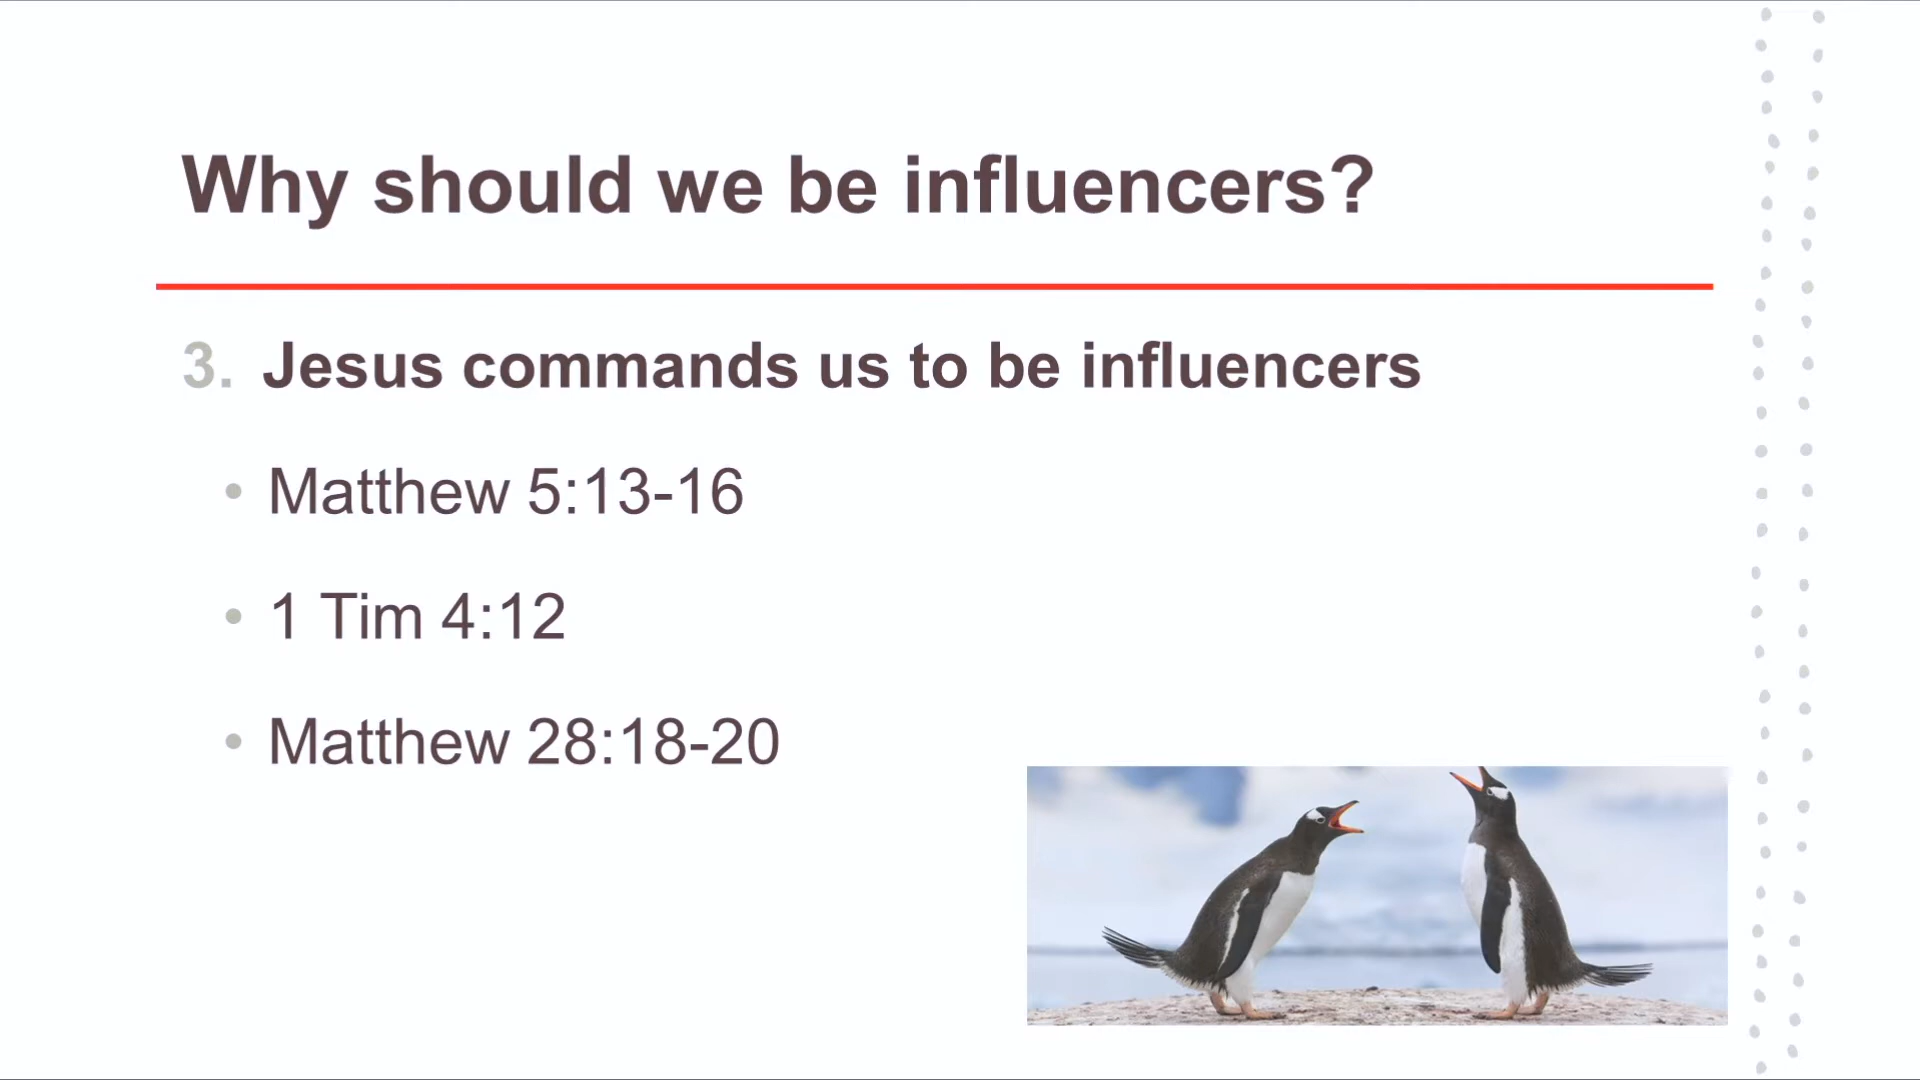 Why should we be influencers?
3. Jesus commands us to be influencers
• Matthew 5:13-16
• 1 Tim 4:12
• Matthew 28:18-20